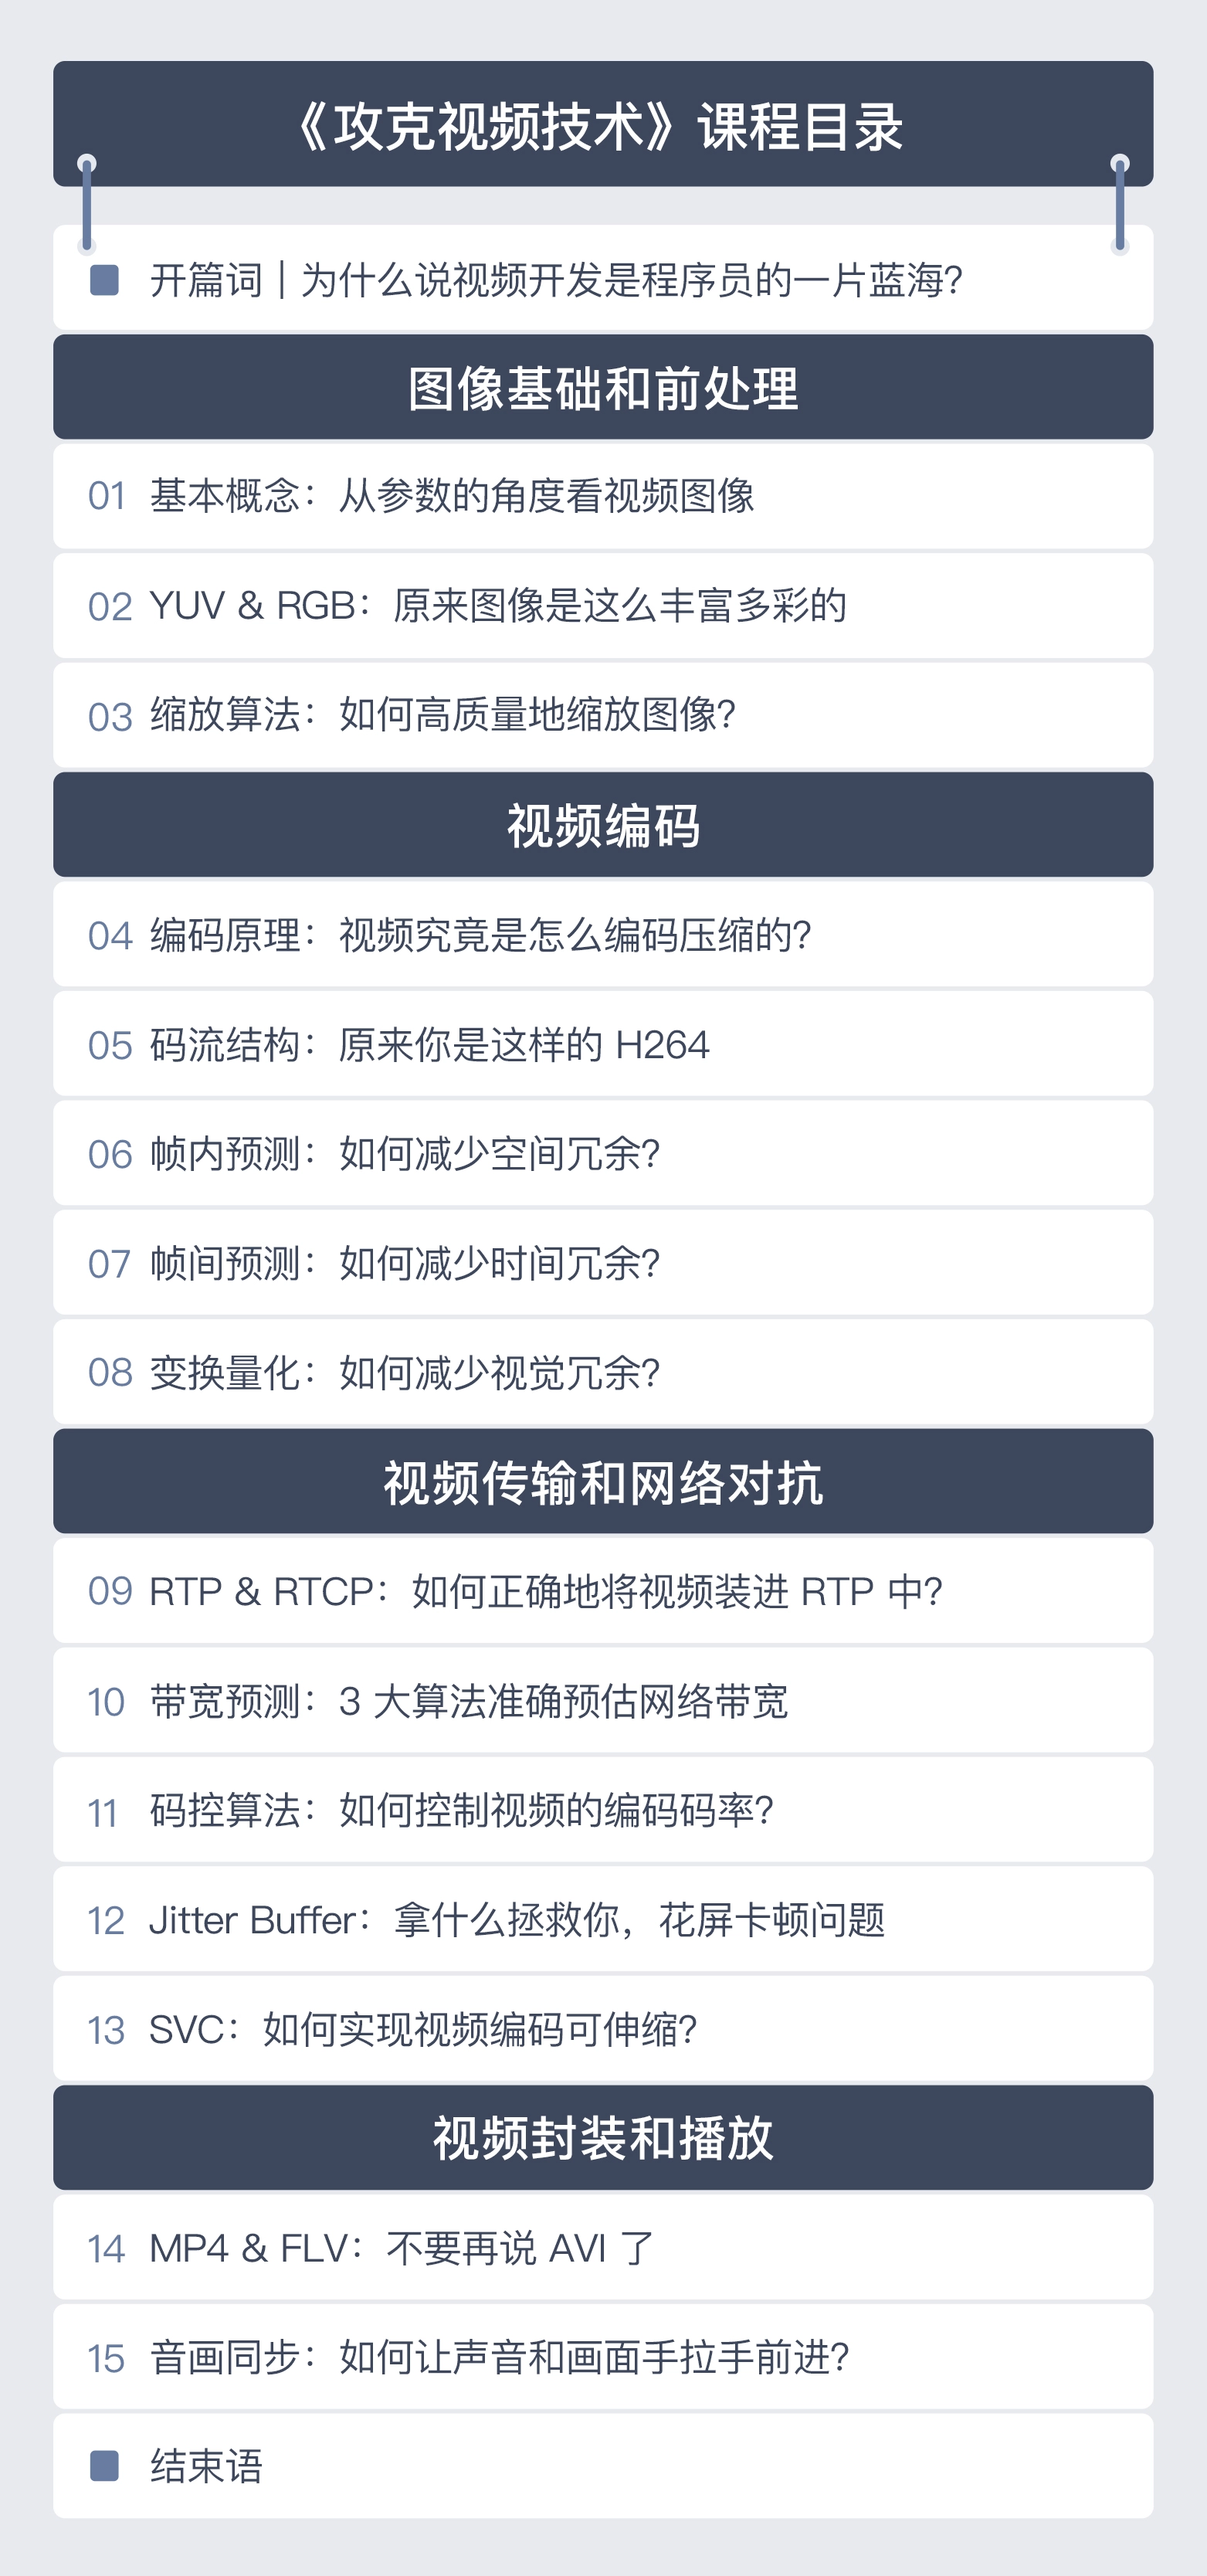 《攻克视频技术》课程目录
开篇词｜为什么说视频开发是程序员的一片蓝海？
图像基础和前处理
01 基本概念：从参数的角度看视频图像
02 YUV & RGB：原来图像是这么丰富多彩的
03 缩放算法：如何高质量地缩放图像？
视频编码
04 编码原理：视频究竟是怎么编码压缩的？
05 码流结构：原来你是这样的 H264
06 帧内预测：如何减少空间冗余？
07 帧间预测：如何减少时间冗余？
08 变换量化：如何减少视觉冗余？
视频传输和网络对抗
09 RTP & RTCP：如何正确地将视频装进 RTP 中？
10 带宽预测：3 大算法准确预估网络带宽
11 码控算法：如何控制视频的编码码率？
12 Jitter Buffer：拿什么拯救你，花屏卡顿问题
13 SVC：如何实现视频编码可伸缩？
视频封装和播放
14 MP4 & FLV：不要再说 AVI 了
15 音画同步：如何让声音和画面手拉手前进？
结束语